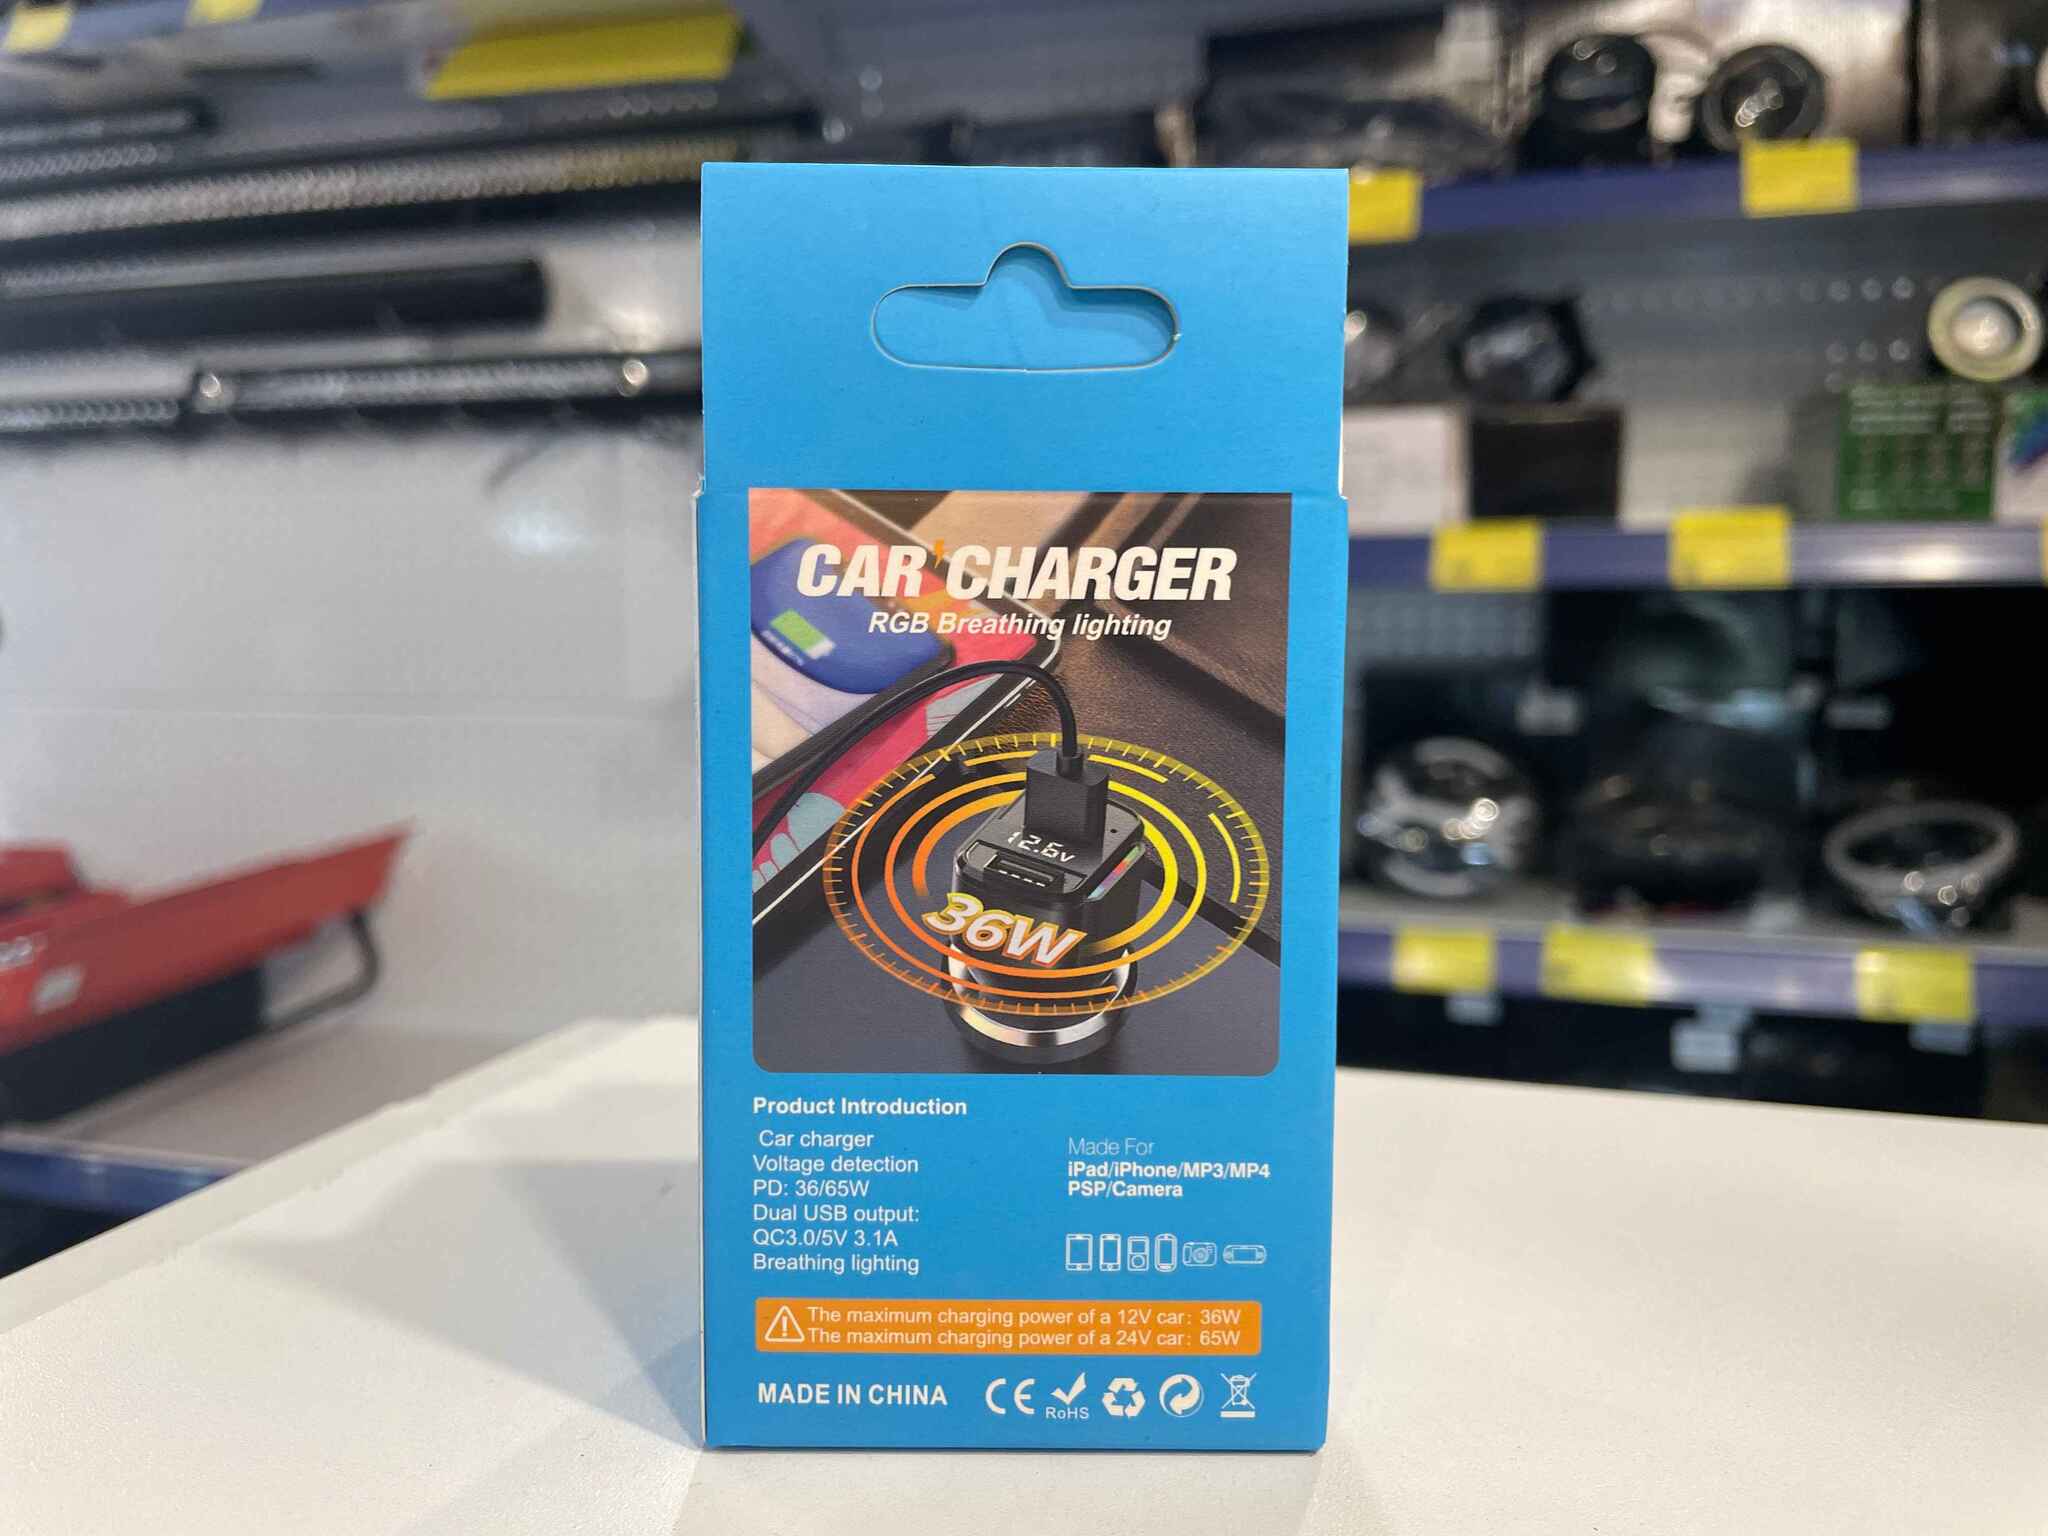 CAR CHARGER
RGB Breathing lighting
12.6v
36W
Product Introduction
Car charger
Voltage detection
PD: 36/65W
Dual USB output:
QC3.0/5V 3.1A
Breathing lighting
Made For
iPad/iPhone/MP3/MP4
PSP/Camera
The maximum charging power of a 12V car: 36W
The maximum charging power of a 24V car: 65W
MADE IN CHINA
CE
RoHS